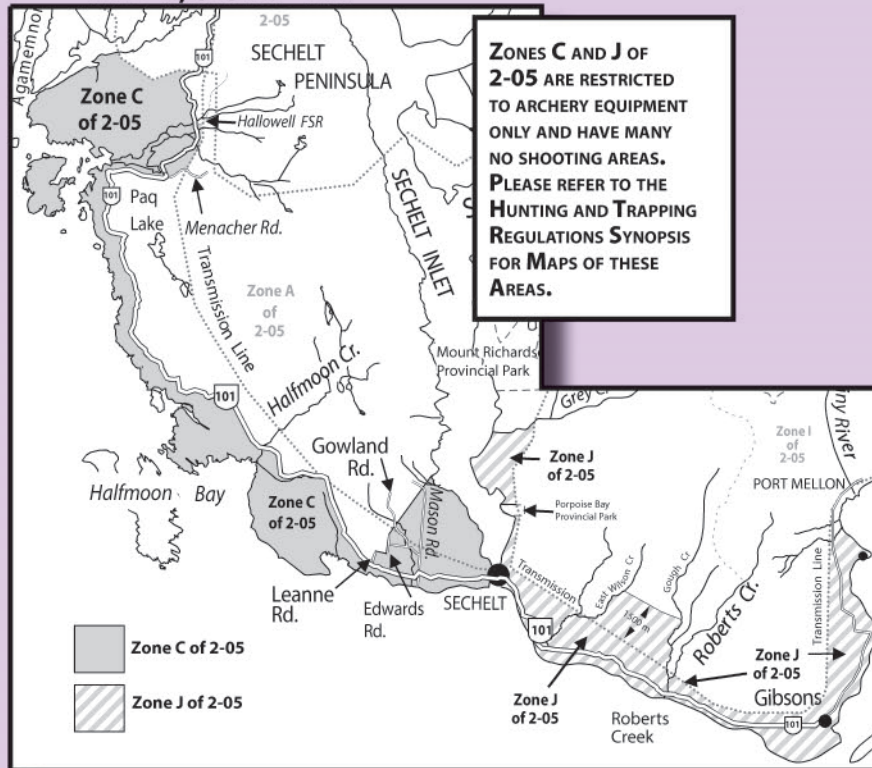 2-05
SECHELT
PENINSULA
Agamemnon
101
Zone C
of 2-05
Hallowell FSR
ZONES C AND J OF
2-05 ARE RESTRICTED
TO ARCHERY EQUIPMENT
ONLY AND HAVE MANY
NO SHOOTING AREAS.
PLEASE REFER TO THE
HUNTING AND TRAPPING
REGULATIONS SYNOPSIS
FOR MAPS OF THESE
AREAS.
101
Paq
Lake
Menacher Rd.
SECHELT INLET
S
Transmission Line
Zone A
of
2-05
Mount Richards
Provincial Park
Halfmoon Cr.
101
Grey C
Gowland
Rd.
Zone J
of 2-05
Zone I
of
2-05
iny River
PORT MELLON
Halfmoon Bay
Zone C
of 2-05
Mason Rd
Porpoise Bay
Provincial Park
Leanne
Rd.
Edwards
Rd.
SECHELT
Transmission
East Wilson Cr
Gough Cr
1500 m
Roberts Cr.
Transmission Line
101
Zone J
of 2-05
Gibsons
Zone C of 2-05
Zone J of 2-05
Zone J
of 2-05
Roberts
Creek
101